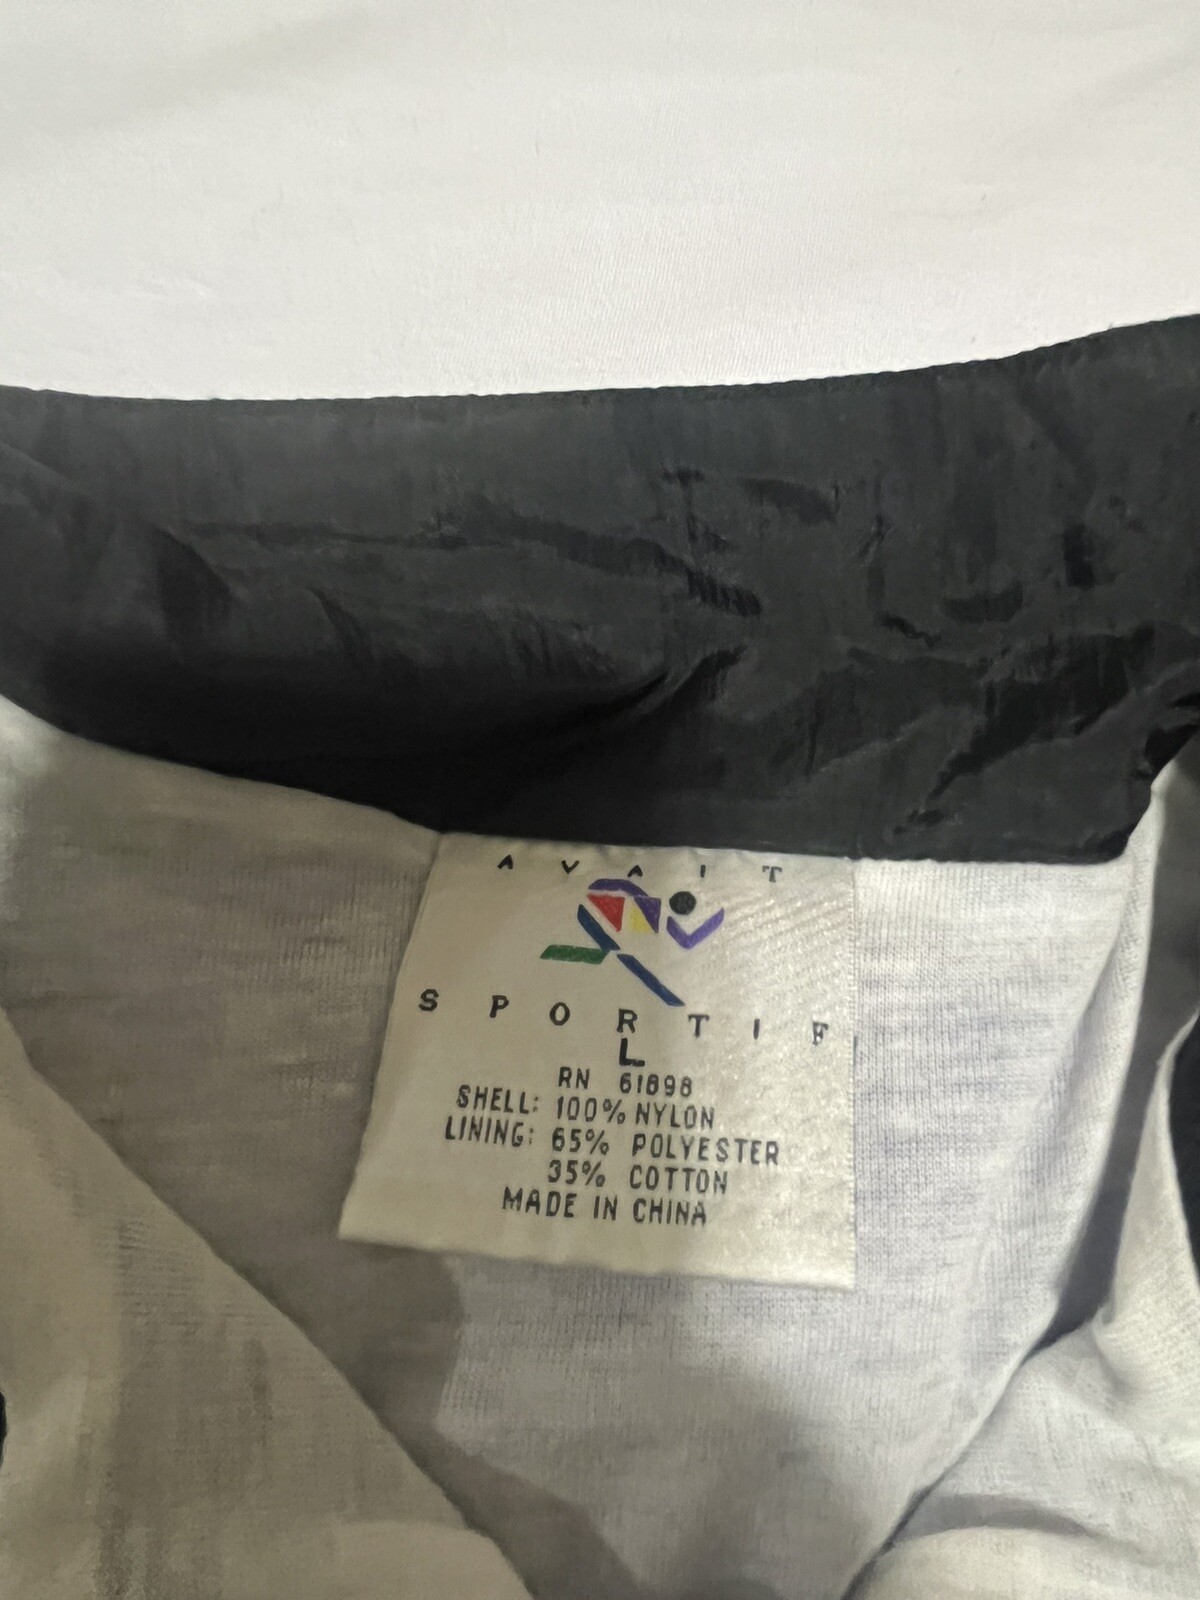 AVAIT
SPORTIF
L
RN 61898
SHELL: 100% NYLON
LINING: 65% POLYESTER
35% COTTON
MADE IN CHINA